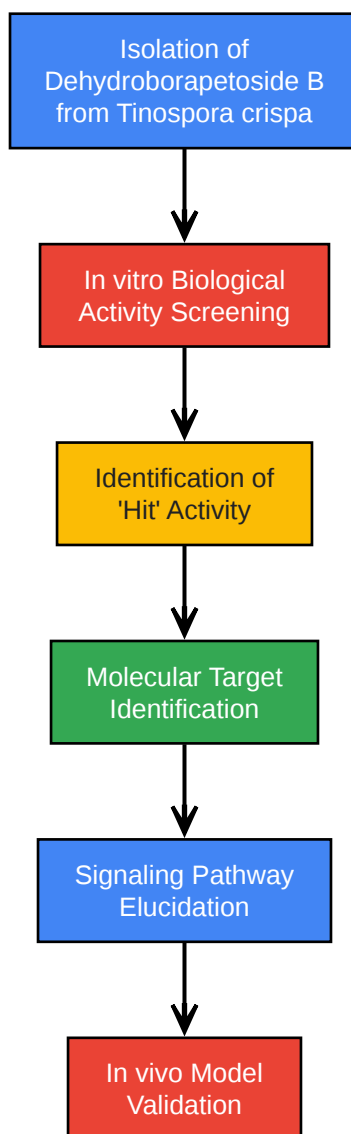 Isolation of
Dehydroborapetoside B
from Tinospora crispa
In vitro Biological
Activity Screening
Identification of
'Hit' Activity
Molecular Target
Identification
Signaling Pathway
Elucidation
In vivo Model
Validation